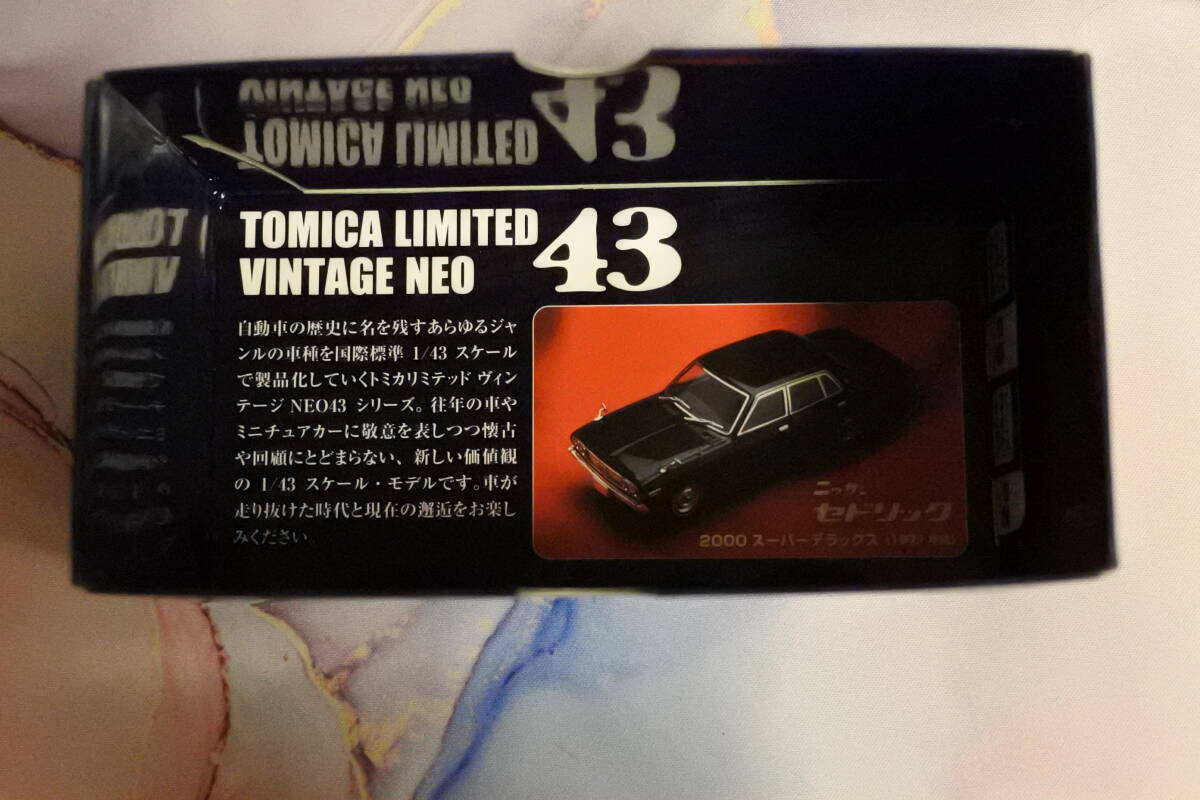 TOMICA LIMITED
VINTAGE NEO 43
自動車の歴史に名を残すあらゆるジャ
ンルの車種を国際標準 1/43 スケール
で製品化していくトミカリミテッド ヴィン
テージ NEO43 シリーズ。往年の車や
ミニチュアカーに敬意を表しつつ懐古
や回顧にとどまらない、新しい価値観
の 1/43 スケール・モデルです。車が
走り抜けた時代と現在の邂逅をお楽し
みください。
ニッサン
セドリック
2000 スーパーデラックス